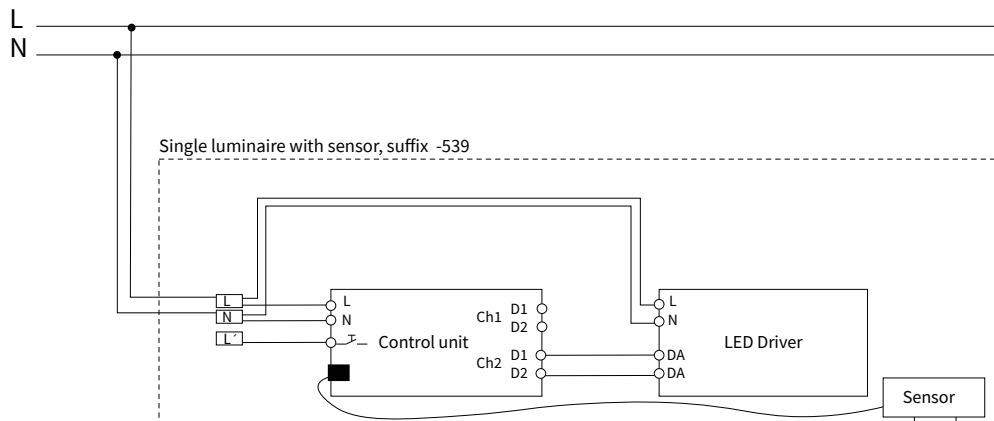 L
N
Single luminaire with sensor, suffix -539
L
N
L´
L
N
Control unit
Ch1 D1
D2
Ch2 D1
D2
L
N
DA
DA
LED Driver
Sensor